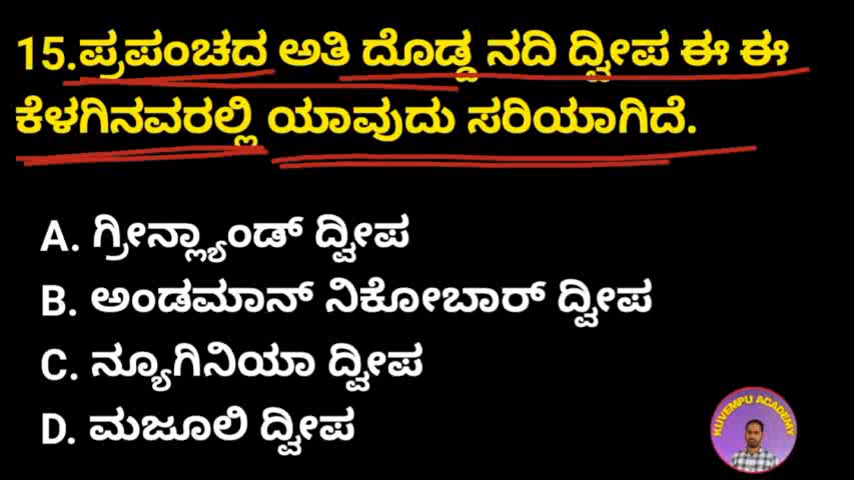 15.ಪ್ರಪಂಚದ ಅತಿ ದೊಡ್ಡ ನದಿ ದ್ವೀಪ ಈ ಈ
ಕೆಳಗಿನವರಲ್ಲಿ ಯಾವುದು ಸರಿಯಾಗಿದೆ.
A. ಗ್ರೀನ್ಲ್ಯಾಂಡ್ ದ್ವೀಪ
B. ಅಂಡಮಾನ್ ನಿಕೋಬಾರ್ ದ್ವೀಪ
C. ನ್ಯೂಗಿನಿಯಾ ದ್ವೀಪ
D. ಮಜೂಲಿ ದ್ವೀಪ
KUVEMPU ACADEMY